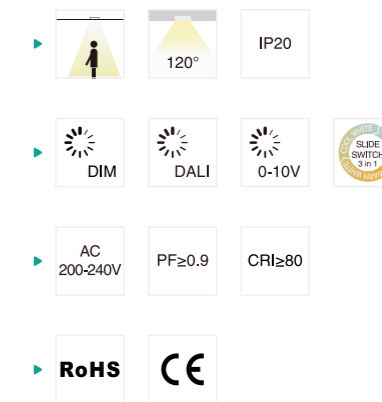 120°
IP20
DIM
DALI
0-10V
COOL WHITE
SLIDE
SWITCH
3 in 1
WARM WHITE
AC
200-240V
PF≥0.9
CRI≥80
RoHS
CE